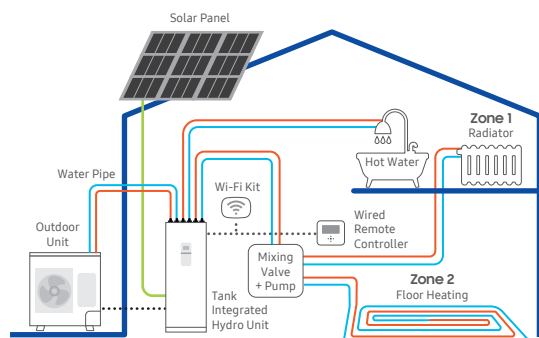 Solar Panel
Zone 1
Radiator
Hot Water
Water Pipe
Wi-Fi Kit
Outdoor
Unit
Wired
Remote
Controller
Mixing
Valve
+ Pump
Zone 2
Floor Heating
Tank
Integrated
Hydro Unit